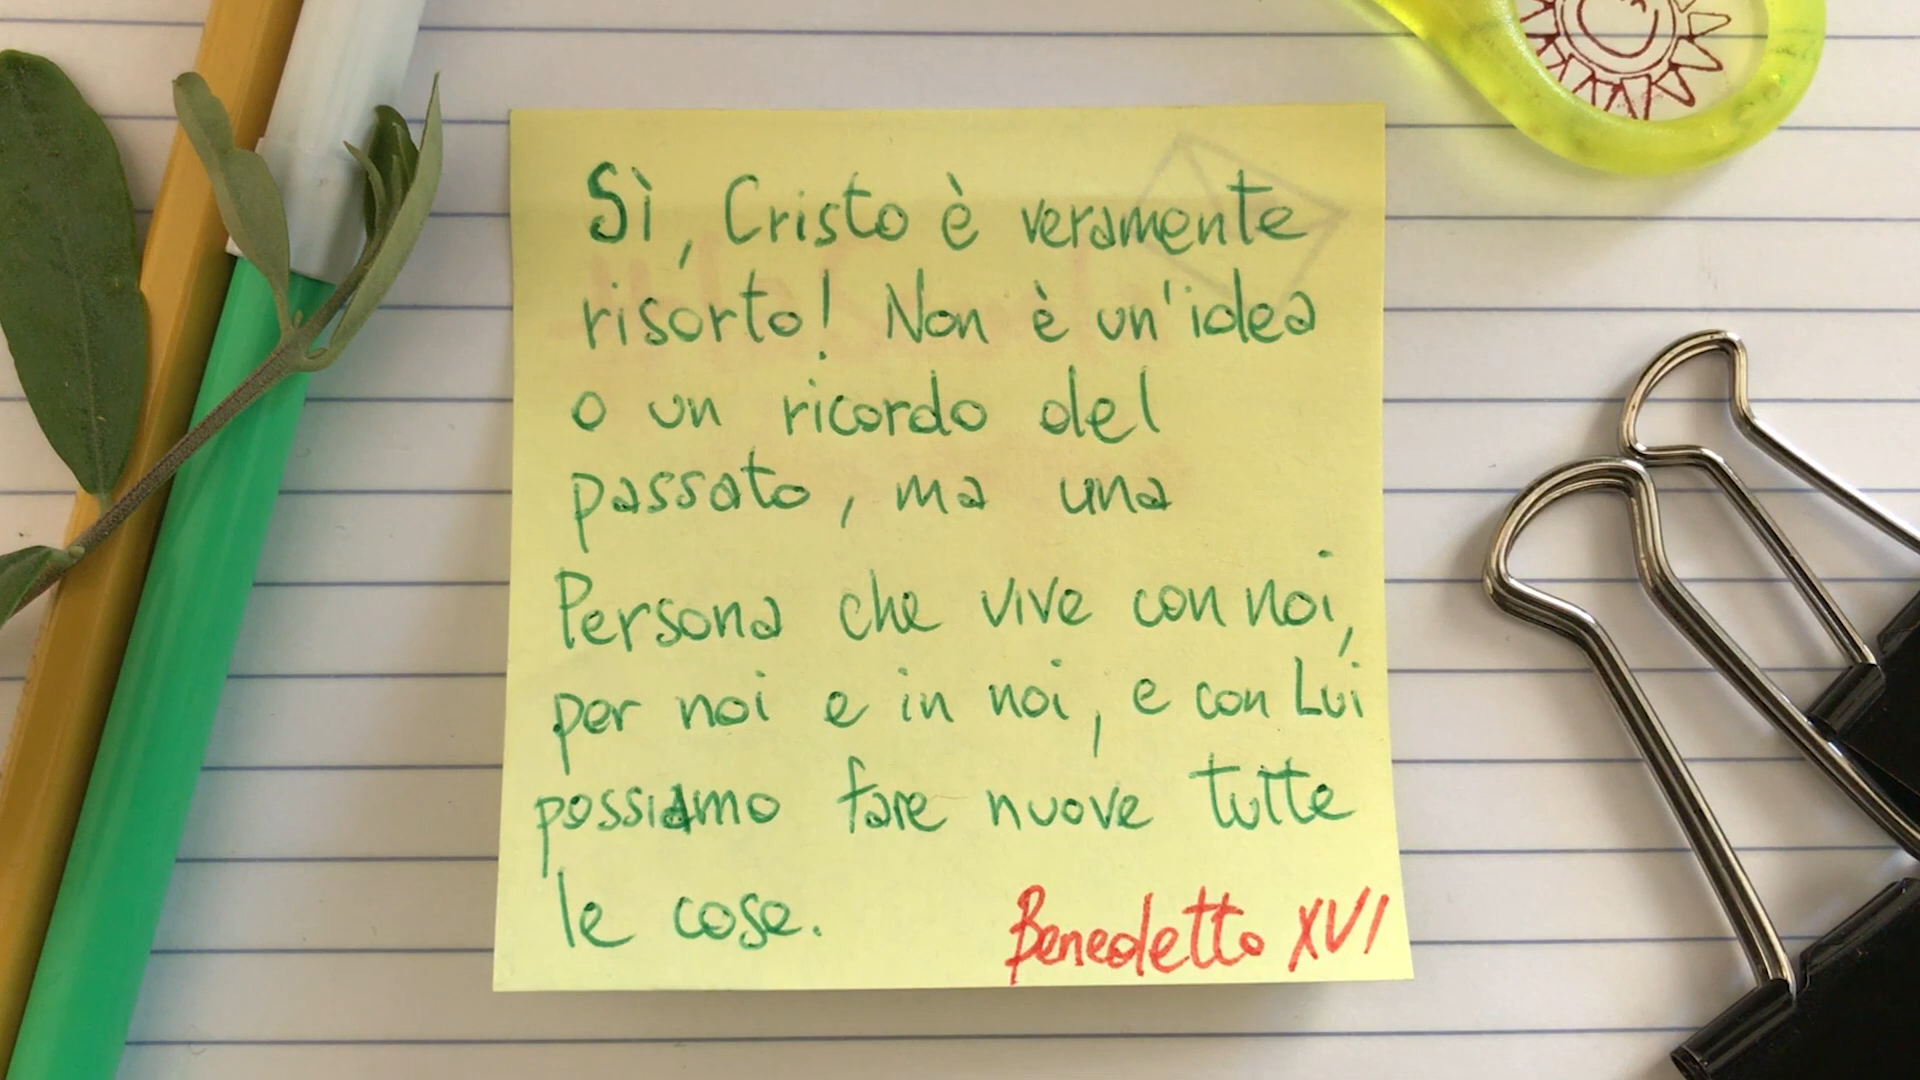 Sì, Cristo è veramente
risorto! Non è un'idea
o un ricordo del
passato, ma una
Persona che vive con noi,
per noi e in noi, e con Lui
possiamo fare nuove tutte
le cose.
Benedetto XVI